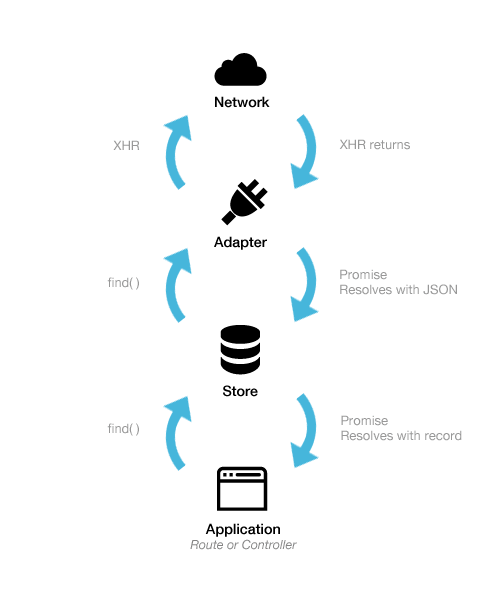 Network
XHR
XHR returns
Adapter
find( )
Promise
Resolves with JSON
Store
find( )
Promise
Resolves with record
Application
Route or Controller